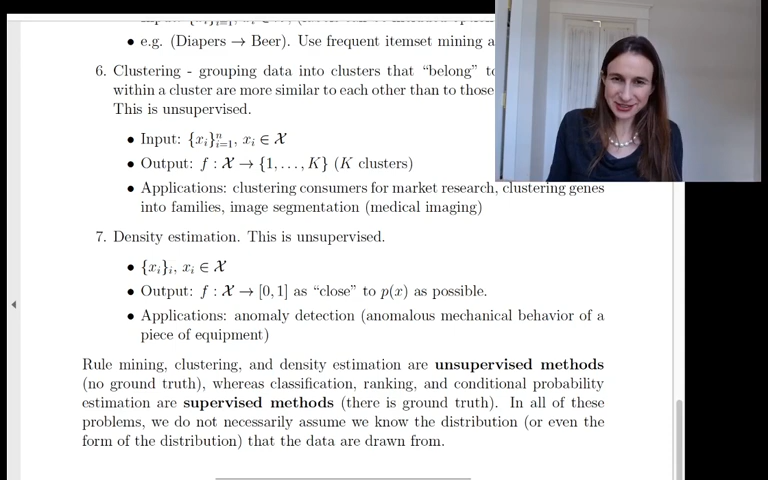 • e.g. (Diapers → Beer). Use frequent itemset mining a
6. Clustering - grouping data into clusters that “belong” to
within a cluster are more similar to each other than to those
This is unsupervised.
• Input: {xᵢ}ⁿᵢ₌₁, xᵢ ∈ 𝒳
• Output: f : 𝒳 → {1, . . . , K} (K clusters)
• Applications: clustering consumers for market research, clustering genes
into families, image segmentation (medical imaging)
7. Density estimation. This is unsupervised.
• {xᵢ}ᵢ, xᵢ ∈ 𝒳
• Output: f : 𝒳 → [0, 1] as “close” to p(x) as possible.
• Applications: anomaly detection (anomalous mechanical behavior of a
piece of equipment)
Rule mining, clustering, and density estimation are unsupervised methods
(no ground truth), whereas classification, ranking, and conditional probability
estimation are supervised methods (there is ground truth). In all of these
problems, we do not necessarily assume we know the distribution (or even the
form of the distribution) that the data are drawn from.